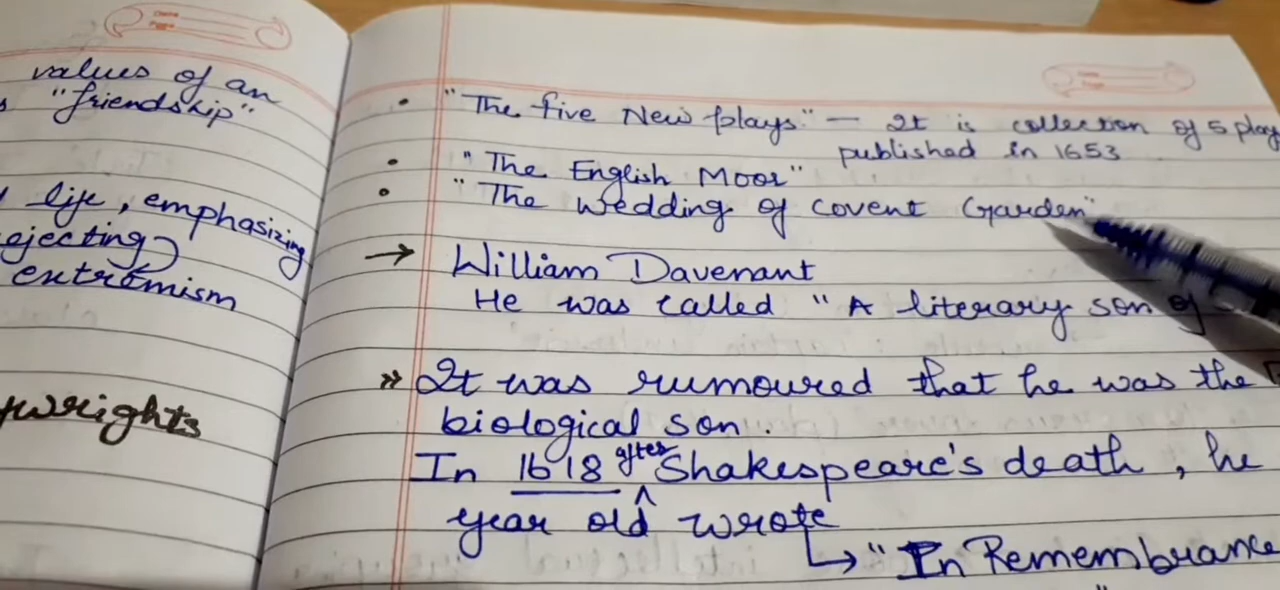 values of an
"friendship"
life, emphasizing
ejecting
extremism
wrights
• "The five New plays" — It is collection of 5 play
published in 1653
• "The English Moor"
• "The wedding of covent Garden"
→ William Davenant
He was called "A literary son of
» It was rumoured that he was the
biological son.
In 1618 after Shakespeare's death, he
year old wrote
↳ "In Remembrance